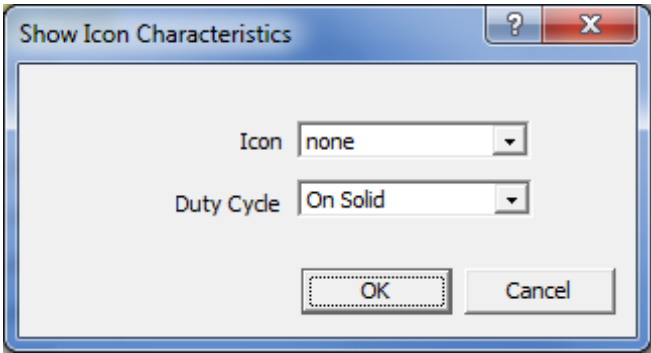 Show Icon Characteristics
?
X
Icon none
Duty Cycle On Solid
OK Cancel